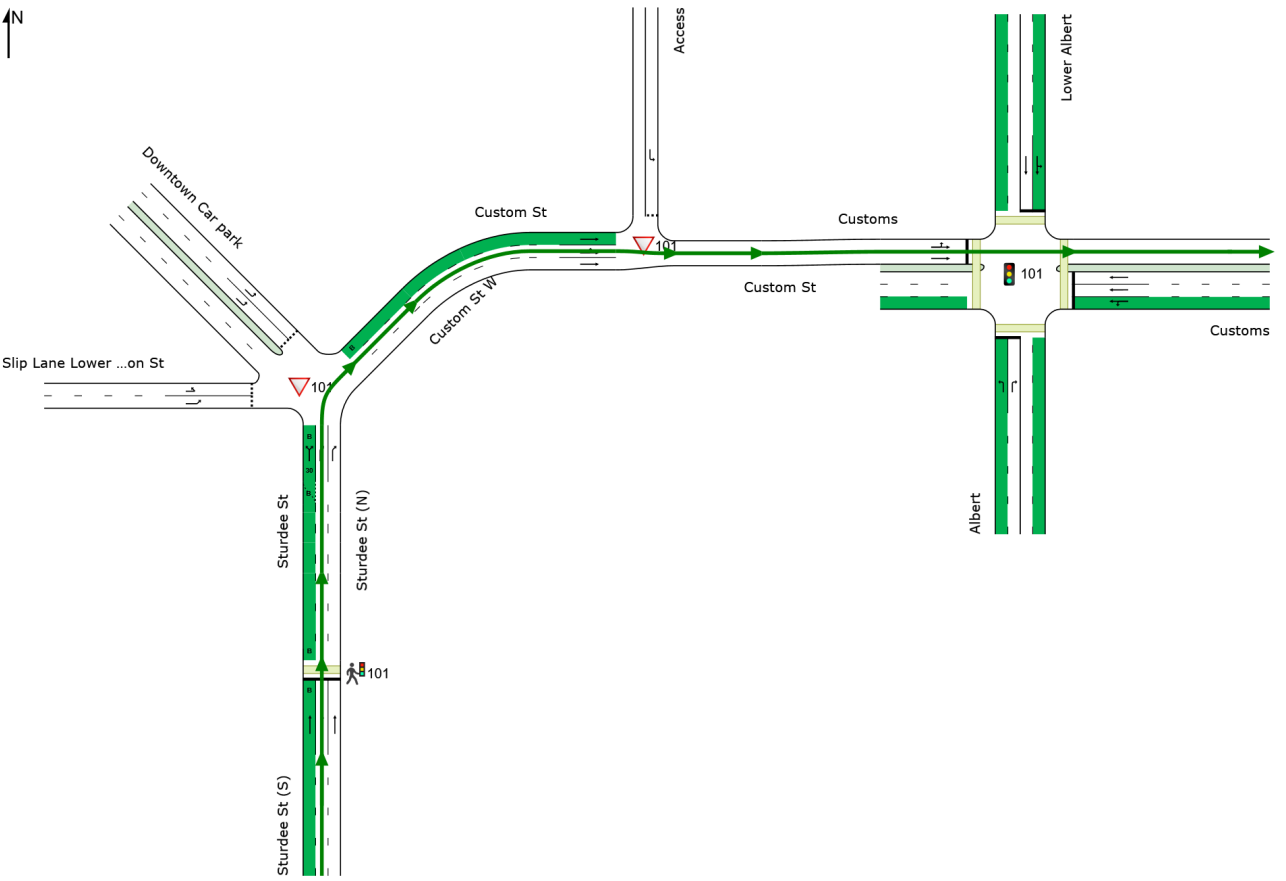 N
Access
Lower Albert
Downtown Car park
Custom St
Customs
101
101
Custom St W
Custom St
Customs
Slip Lane Lower ...on St
101
B
B
30
B
Sturdee St
Sturdee St (N)
Albert
B
101
B
Sturdee St (S)